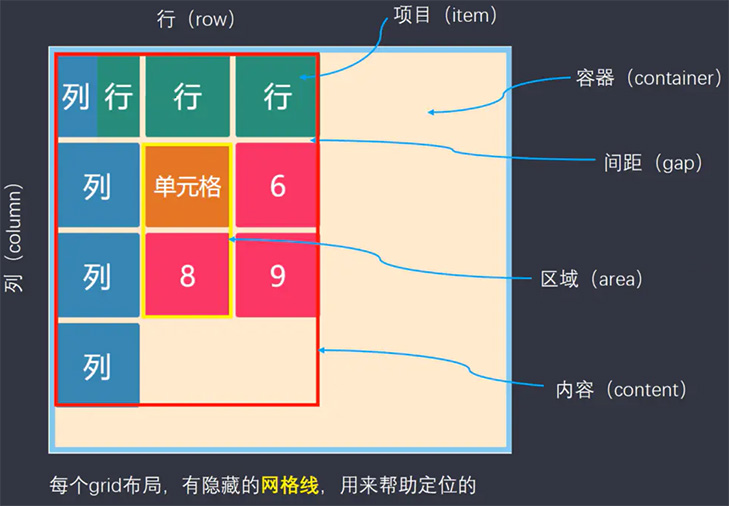 行（row）
项目（item）
容器（container）
列 行 行 行
间距（gap）
列 单元格 6
列（column）
列 8 9
区域（area）
列
内容（content）
每个grid布局，有隐藏的网格线，用来帮助定位的